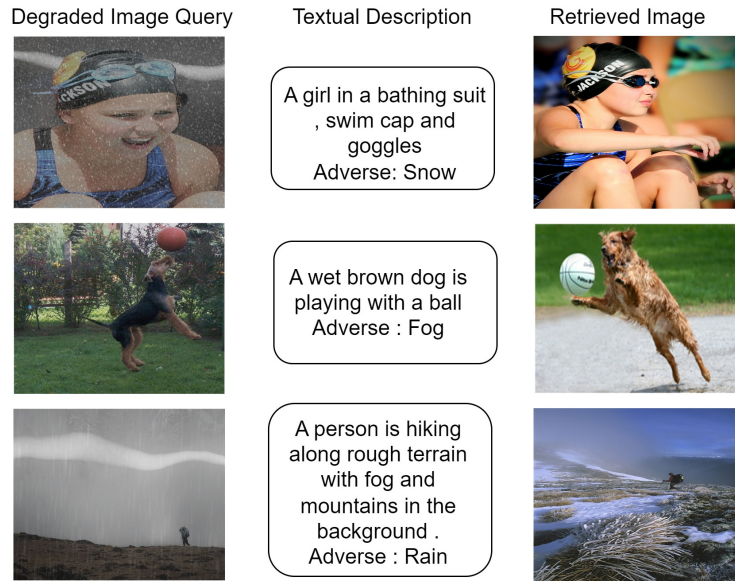 Degraded Image Query
Textual Description
Retrieved Image
JACKSON
A girl in a bathing suit
, swim cap and
goggles
Adverse: Snow
JACKSON
A wet brown dog is
playing with a ball
Adverse : Fog
A person is hiking
along rough terrain
with fog and
mountains in the
background .
Adverse : Rain